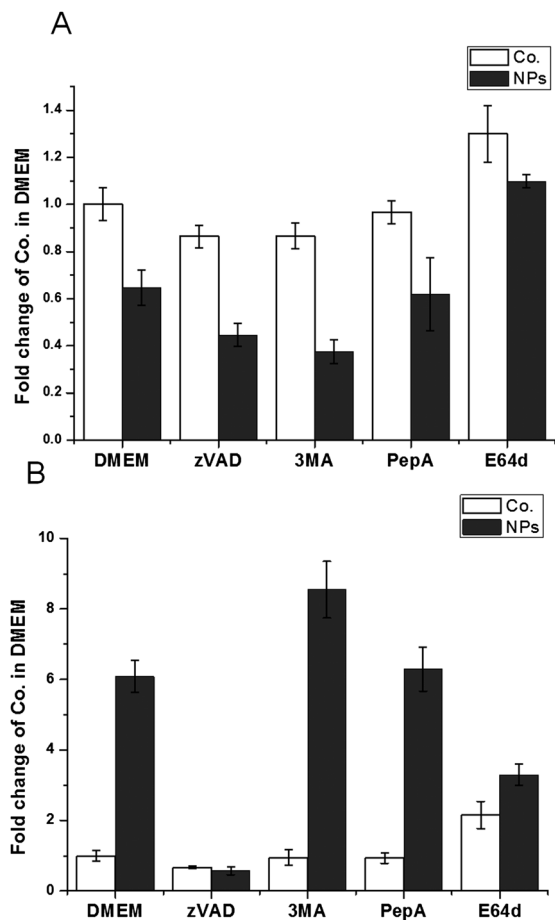 A
Co.
NPs
Fold change of Co. in DMEM
1.4
1.2
1.0
0.8
0.6
0.4
0.2
0.0
DMEM zVAD 3MA PepA E64d
B
Co.
NPs
Fold change of Co. in DMEM
10
8
6
4
2
0
DMEM zVAD 3MA PepA E64d